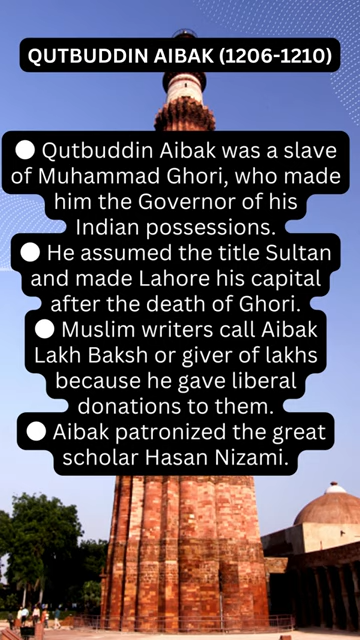 QUTBUDDIN AIBAK (1206-1210)
● Qutbuddin Aibak was a slave
of Muhammad Ghori, who made
him the Governor of his
Indian possessions.
● He assumed the title Sultan
and made Lahore his capital
after the death of Ghori.
● Muslim writers call Aibak
Lakh Baksh or giver of lakhs
because he gave liberal
donations to them.
● Aibak patronized the great
scholar Hasan Nizami.